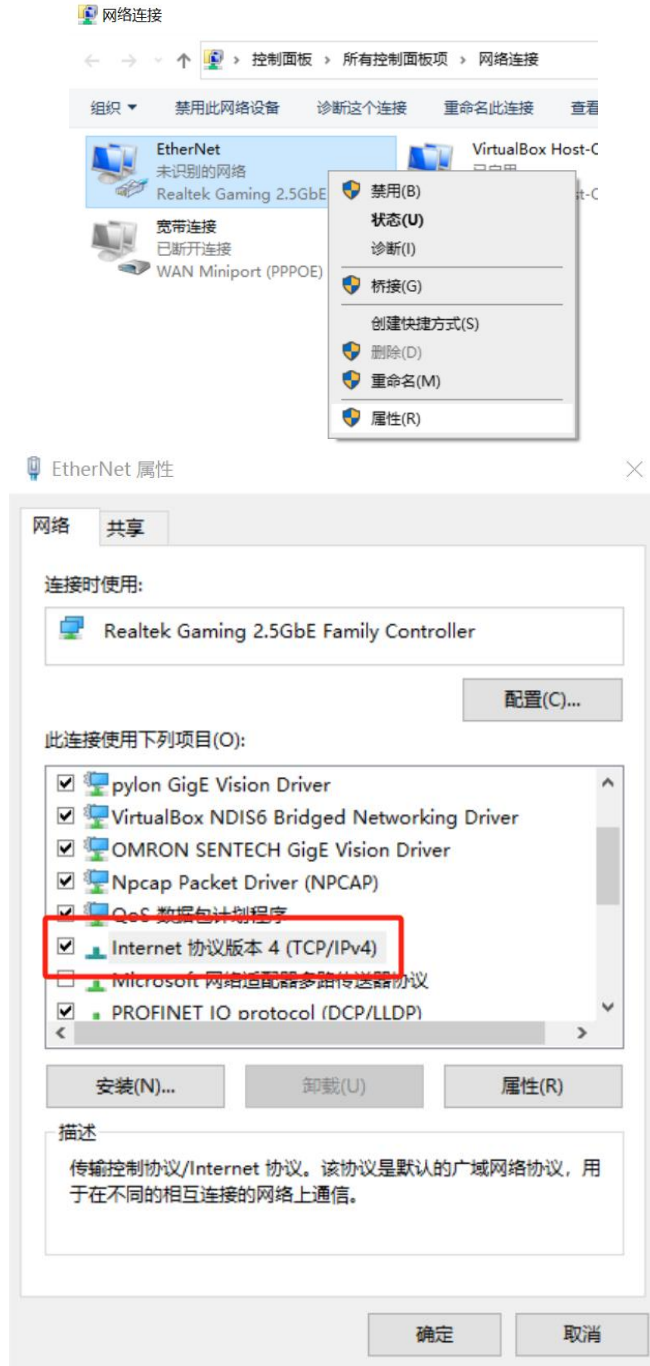 网络连接
控制面板 › 所有控制面板项 › 网络连接
组织 禁用此网络设备 诊断这个连接 重命名此连接 查看
EtherNet
未识别的网络
Realtek Gaming 2.5GbE
VirtualBox Host-O
已启用
st-O
宽带连接
已断开连接
WAN Miniport (PPPOE)
禁用(B)
状态(U)
诊断(I)
桥接(G)
创建快捷方式(S)
删除(D)
重命名(M)
属性(R)
EtherNet 属性
网络 共享
连接时使用:
Realtek Gaming 2.5GbE Family Controller
配置(C)...
此连接使用下列项目(O):
pylon GigE Vision Driver
VirtualBox NDIS6 Bridged Networking Driver
OMRON SENTECH GigE Vision Driver
Npcap Packet Driver (NPCAP)
QoS 数据包计划程序
Internet 协议版本 4 (TCP/IPv4)
Microsoft 网络适配器多路传送器协议
PROFINET IO protocol (DCP/LLDP)
安装(N)... 卸载(U) 属性(R)
描述
传输控制协议/Internet 协议。该协议是默认的广域网络协议，用
于在不同的相互连接的网络上通信。
确定 取消